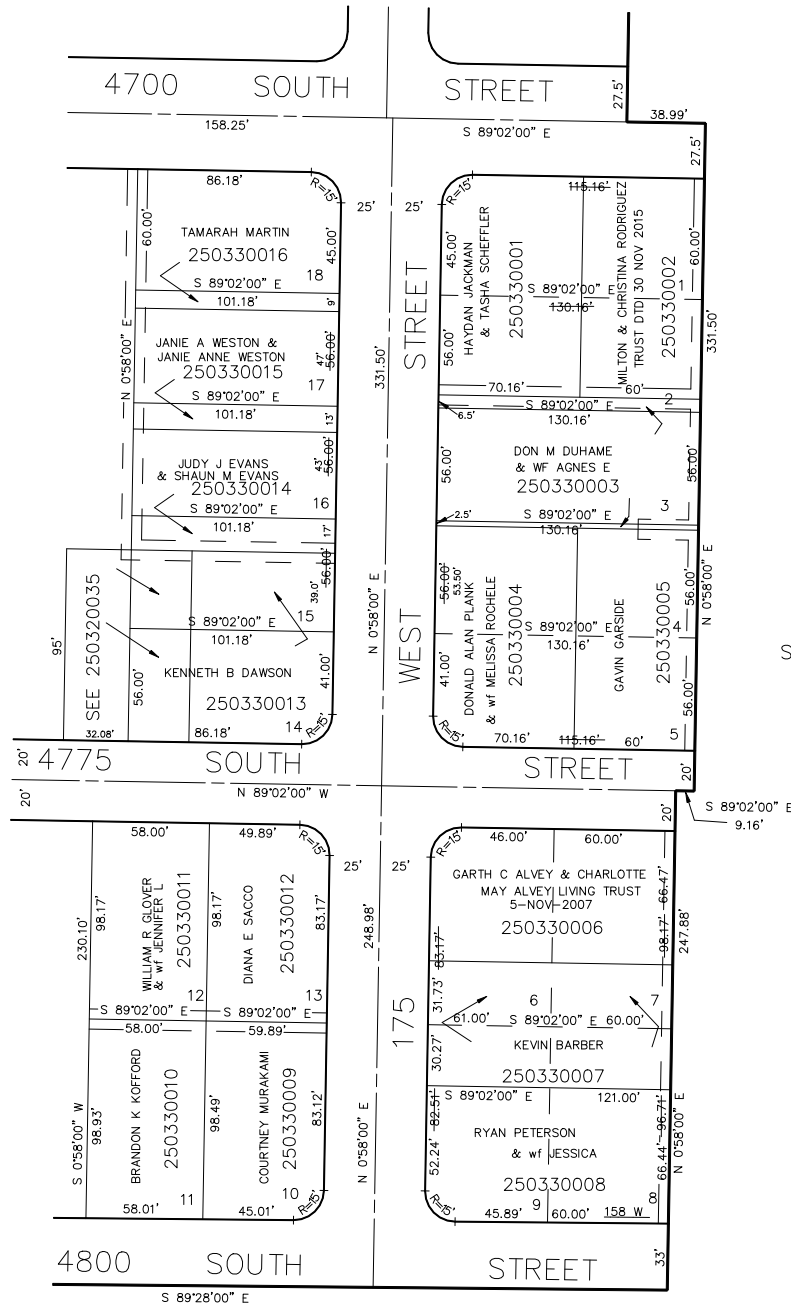 4700 SOUTH STREET
27.5'
38.99'
158.25'
S 89°02'00" E
27.5'
86.18'
R=15'
25'
25'
R=15'
115.16'
60.00'
TAMARAH MARTIN
250330016
45.00'
18
S 89°02'00" E
101.18'
9'
45.00'
HAYDAN JACKMAN
& TASHA SCHEFFLER
250330001
S 89°02'00" E
130.16'
MILTON & CHRISTINA RODRIGUEZ
TRUST DTD 30 NOV 2015
250330002
60.00'
1
331.50'
N 0°58'00" E
JANIE A WESTON &
JANIE ANNE WESTON
250330015
47'
56.00'
17
S 89°02'00" E
101.18'
13'
331.50'
WEST STREET
56.00'
70.16'
60'
2
S 89°02'00" E
130.16'
6.5'
JUDY J EVANS
& SHAUN M EVANS
250330014
43'
56.00'
16
S 89°02'00" E
101.18'
17'
56.00'
DON M DUHAME
& WF AGNES E
250330003
56.00'
3
2.5'
S 89°02'00" E
130.16'
95'
SEE 250320035
56.00'
39.0'
56.00'
15
S 89°02'00" E
101.18'
KENNETH B DAWSON
250330013
41.00'
14
32.08'
86.18'
R=15'
N 0°58'00" E
56.00'
53.50'
DONALD ALAN PLANK
& wf MELISSA ROCHELE
250330004
S 89°02'00" E
130.16'
GAVIN GARSIDE
250330005
56.00'
4
N 0°58'00" E
41.00'
56.00'
5
R=15'
70.16'
115.16'
60'
S
20'
4775 SOUTH STREET
20'
20'
N 89°02'00" W
20'
S 89°02'00" E
9.16'
58.00'
49.89'
R=15'
25'
25'
R=15'
46.00'
60.00'
230.10'
98.17'
WILLIAM R GLOVER
& wf JENNIFER L
250330011
98.17'
DIANA E SACCO
250330012
83.17'
12
13
S 89°02'00" E
S 89°02'00" E
58.00'
59.89'
248.98'
175
GARTH C ALVEY & CHARLOTTE
MAY ALVEY LIVING TRUST
5-NOV-2007
250330006
83.17'
66.47'
98.17'
247.88'
31.73'
6
7
61.00'
S 89°02'00" E
60.00'
30.27'
KEVIN BARBER
250330007
S 89°02'00" E
121.00'
S 0°58'00" W
98.93'
BRANDON K KOFFORD
250330010
98.49'
COURTNEY MURAKAMI
250330009
83.12'
11
10
58.01'
45.01'
R=15'
N 0°58'00" E
82.51'
52.24'
RYAN PETERSON
& wf JESSICA
250330008
96.71'
66.44'
N 0°58'00" E
9
8
R=15'
45.89'
60.00'
158 W
4800 SOUTH STREET
33'
S 89°28'00" E